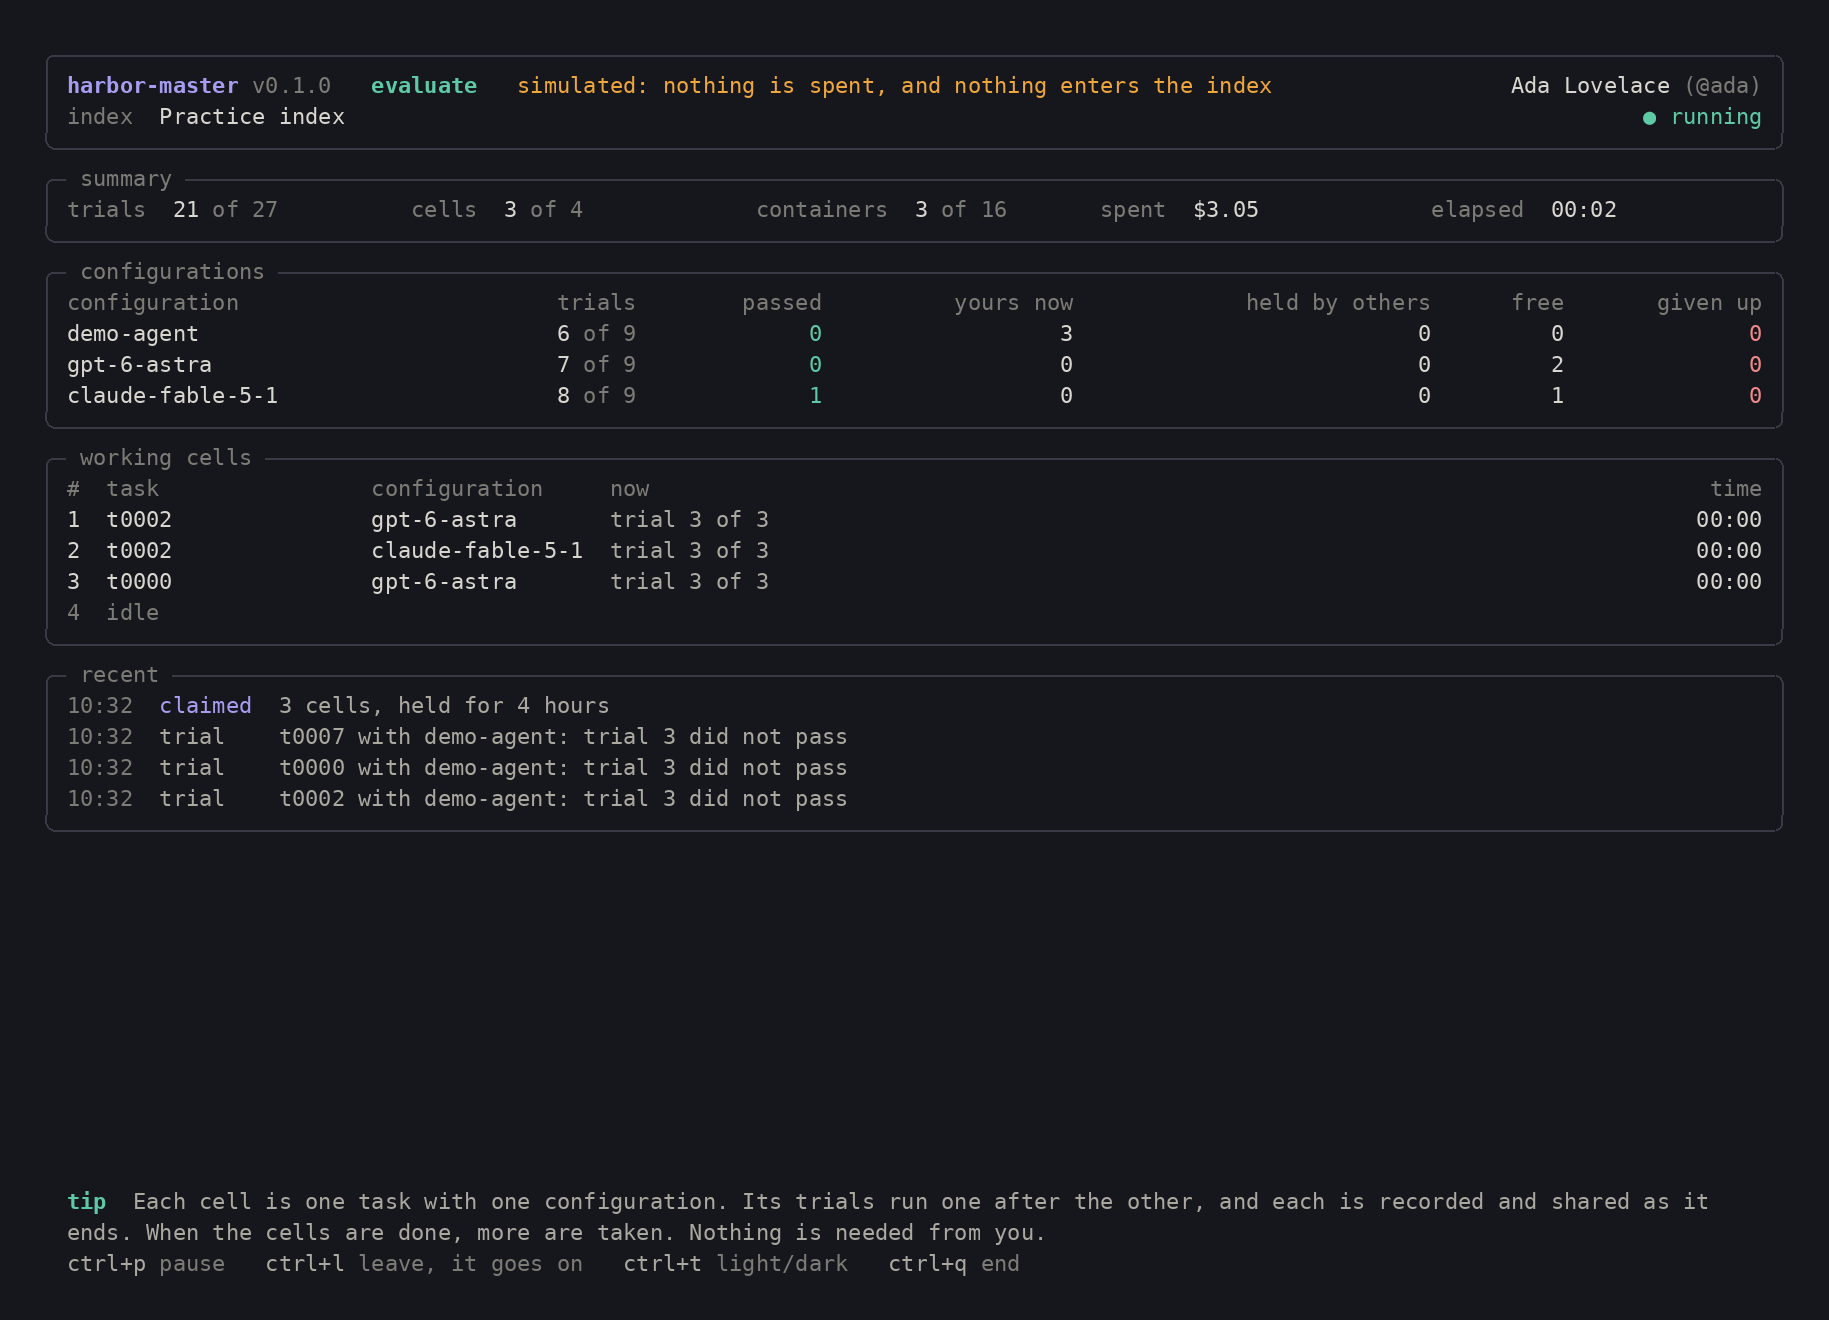 harbor-master v0.1.0   evaluate   simulated: nothing is spent, and nothing enters the index   Ada Lovelace (@ada)
index  Practice index   ● running
summary
trials  21 of 27   cells  3 of 4   containers  3 of 16   spent  $3.05   elapsed  00:02
configurations
configuration   trials   passed   yours now   held by others   free   given up
demo-agent   6 of 9   0   3   0   0   0
gpt-6-astra   7 of 9   0   0   0   2   0
claude-fable-5-1   8 of 9   1   0   0   1   0
working cells
#  task   configuration   now   time
1  t0002   gpt-6-astra   trial 3 of 3   00:00
2  t0002   claude-fable-5-1   trial 3 of 3   00:00
3  t0000   gpt-6-astra   trial 3 of 3   00:00
4  idle
recent
10:32  claimed  3 cells, held for 4 hours
10:32  trial    t0007 with demo-agent: trial 3 did not pass
10:32  trial    t0000 with demo-agent: trial 3 did not pass
10:32  trial    t0002 with demo-agent: trial 3 did not pass
tip  Each cell is one task with one configuration. Its trials run one after the other, and each is recorded and shared as it
ends. When the cells are done, more are taken. Nothing is needed from you.
ctrl+p pause   ctrl+l leave, it goes on   ctrl+t light/dark   ctrl+q end